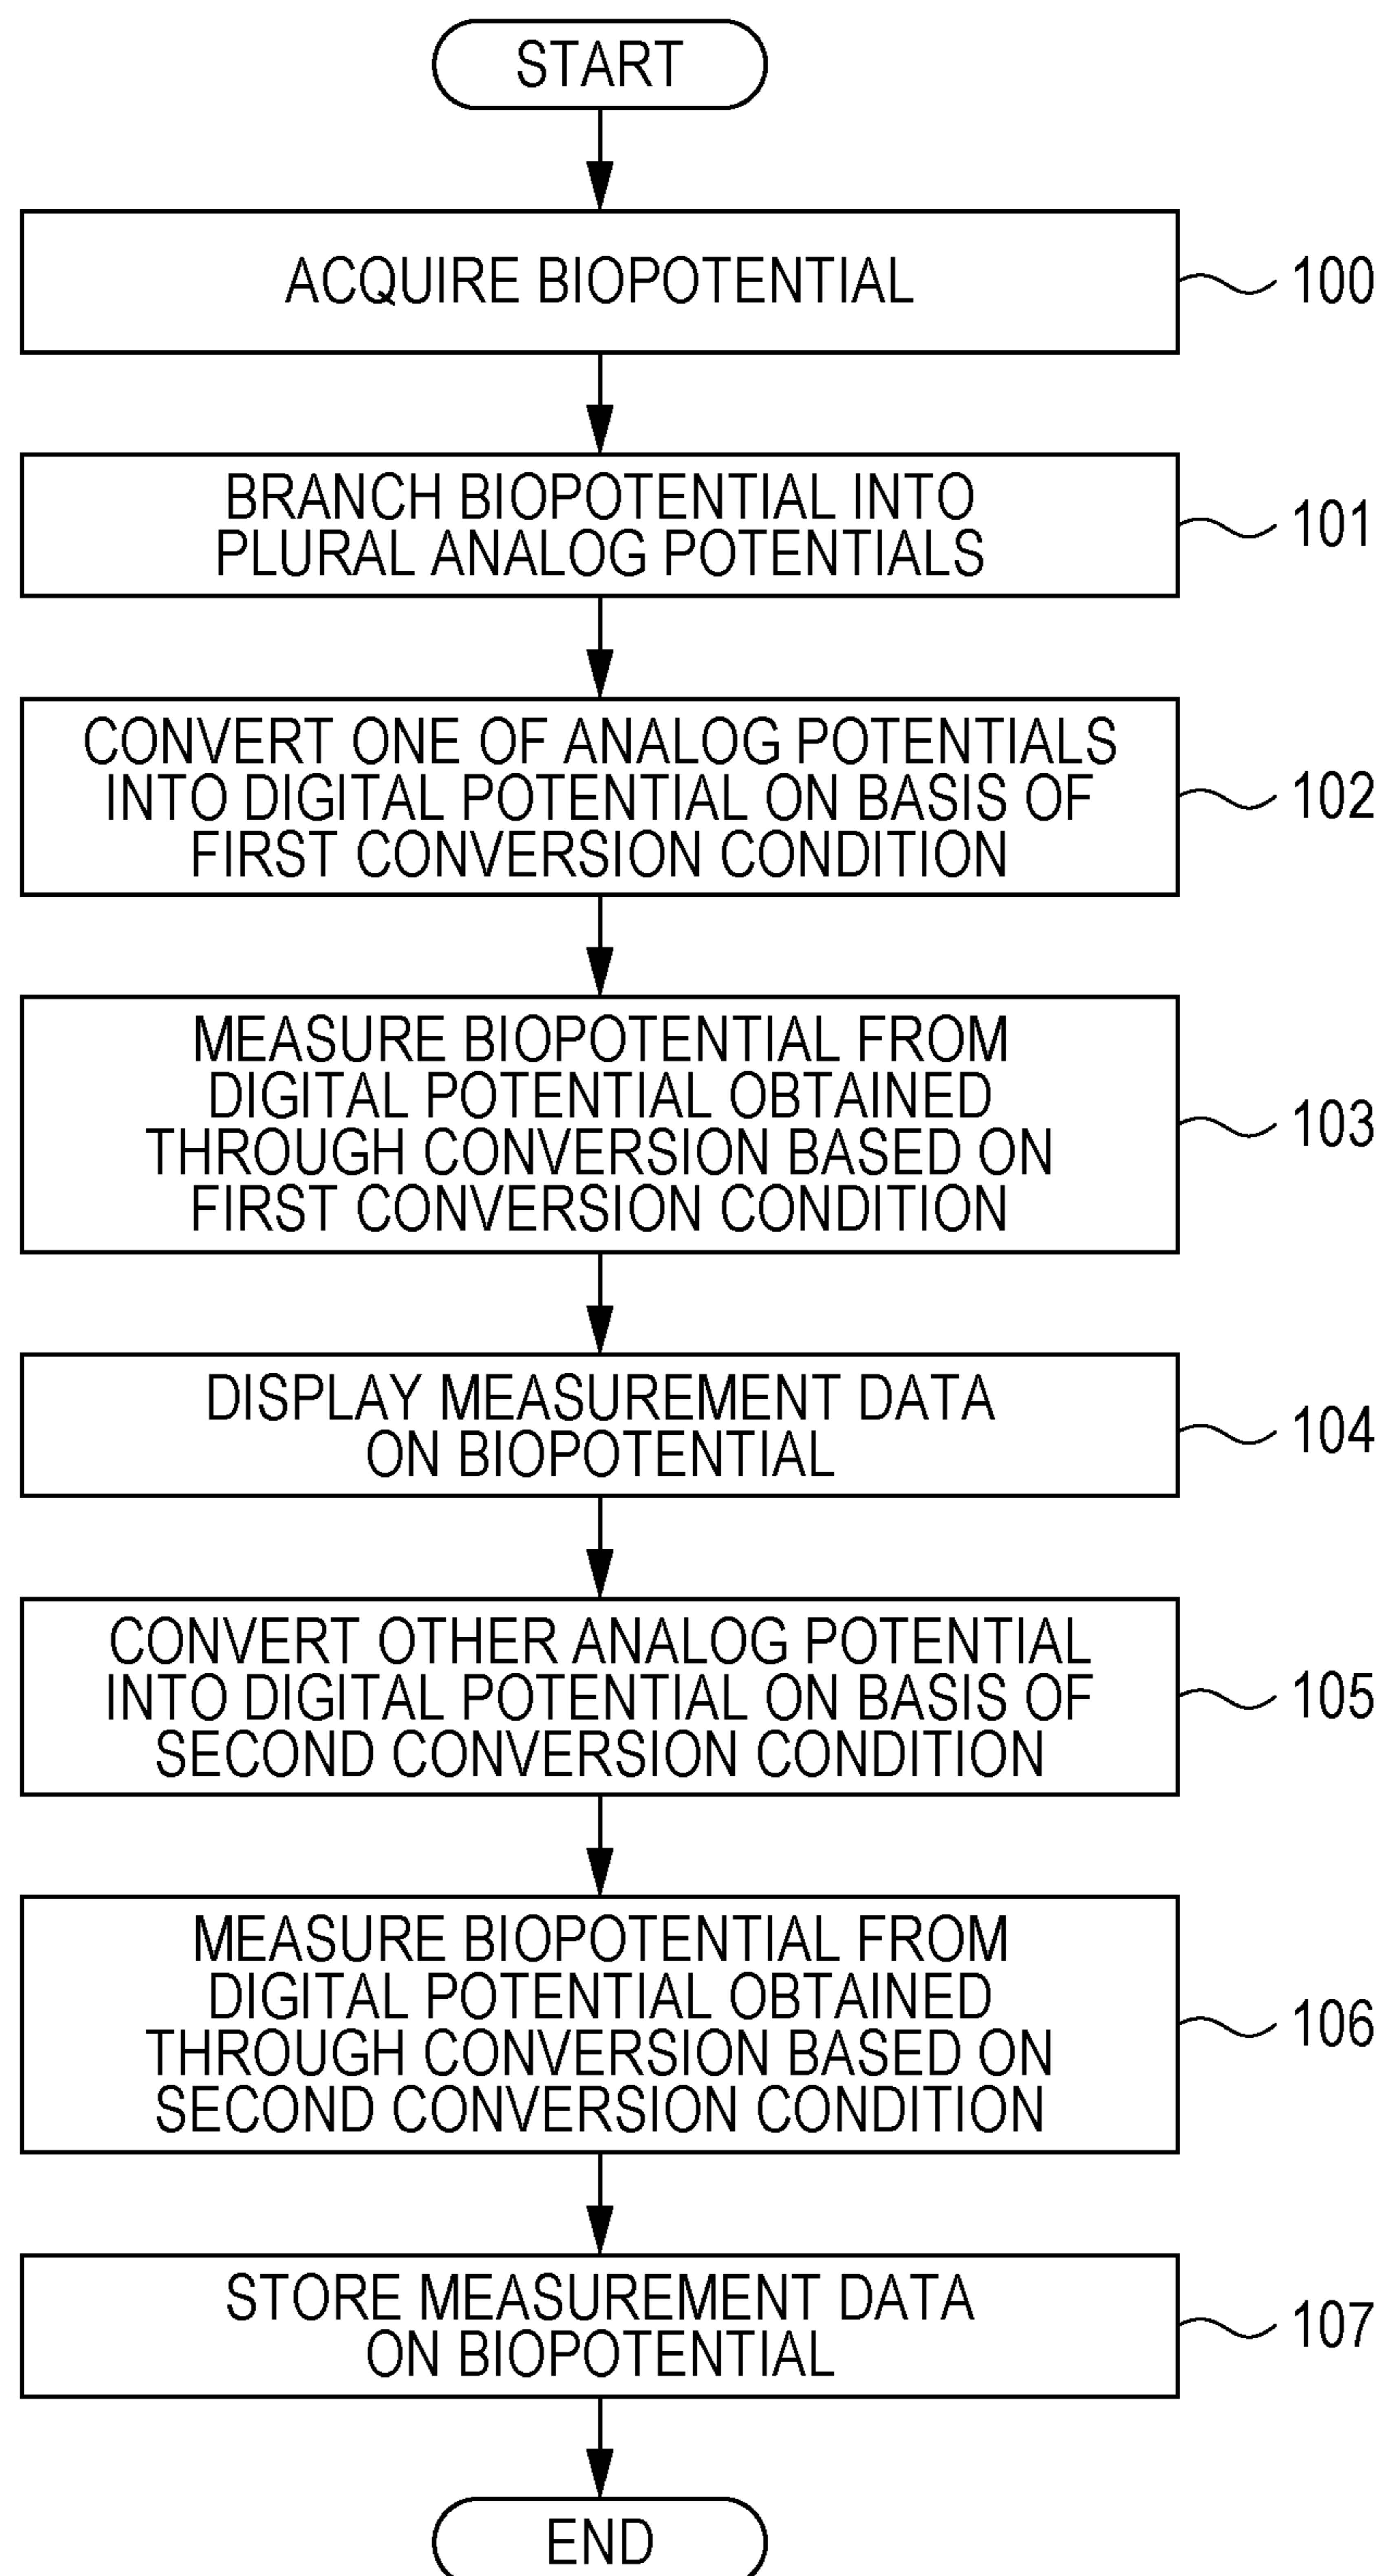 START
ACQUIRE BIOPOTENTIAL
100
BRANCH BIOPOTENTIAL INTO
PLURAL ANALOG POTENTIALS
101
CONVERT ONE OF ANALOG POTENTIALS
INTO DIGITAL POTENTIAL ON BASIS OF
FIRST CONVERSION CONDITION
102
MEASURE BIOPOTENTIAL FROM
DIGITAL POTENTIAL OBTAINED
THROUGH CONVERSION BASED ON
FIRST CONVERSION CONDITION
103
DISPLAY MEASUREMENT DATA
ON BIOPOTENTIAL
104
CONVERT OTHER ANALOG POTENTIAL
INTO DIGITAL POTENTIAL ON BASIS OF
SECOND CONVERSION CONDITION
105
MEASURE BIOPOTENTIAL FROM
DIGITAL POTENTIAL OBTAINED
THROUGH CONVERSION BASED ON
SECOND CONVERSION CONDITION
106
STORE MEASUREMENT DATA
ON BIOPOTENTIAL
107
END